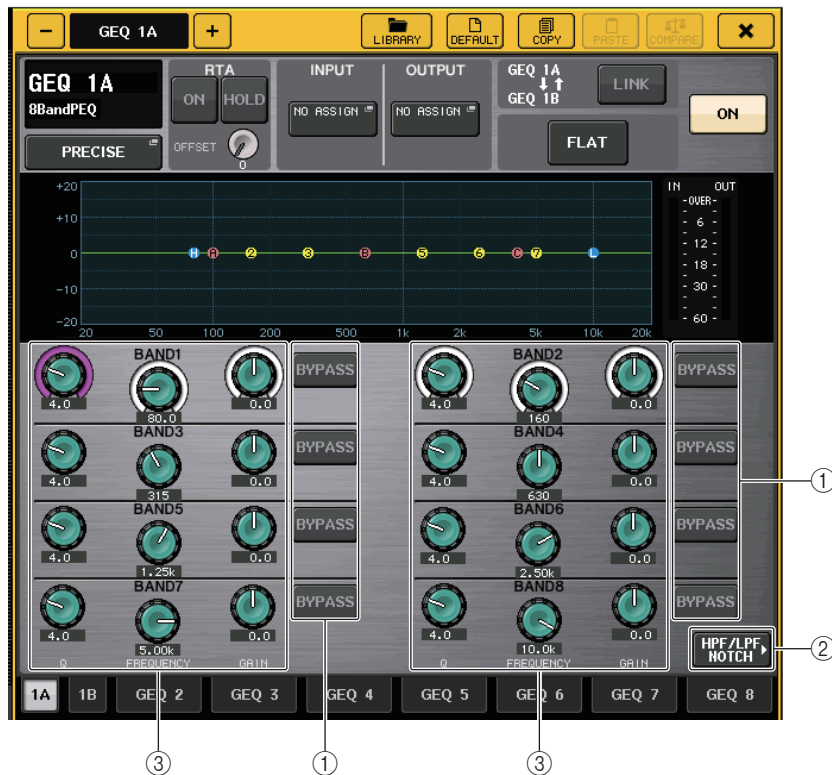 GEQ 1A
LIBRARY
DEFAULT
COPY
PASTE
COMPARE
GEQ 1A
8BandPEQ
PRECISE
RTA
ON
HOLD
OFFSET
0
INPUT
NO ASSIGN
OUTPUT
NO ASSIGN
GEQ 1A
GEQ 1B
LINK
FLAT
ON
+20
+10
0
-10
-20
20 50 100 200 500 1k 2k 5k 10k 20k
H A 2 3 B 5 6 C 7 L
IN OUT
-OVER-
- 6 -
- 12 -
- 18 -
- 30 -
- 60 -
BAND1
4.0 80.0 0.0
BYPASS
BAND2
4.0 160 0.0
BYPASS
BAND3
4.0 315 0.0
BYPASS
BAND4
4.0 630 0.0
BYPASS
BAND5
4.0 1.25k 0.0
BYPASS
BAND6
4.0 2.50k 0.0
BYPASS
BAND7
4.0 5.00k 0.0
BYPASS
BAND8
4.0 10.0k 0.0
BYPASS
Q FREQUENCY GAIN
Q FREQUENCY GAIN
HPF/LPF
NOTCH
①
②
1A 1B GEQ 2 GEQ 3 GEQ 4 GEQ 5 GEQ 6 GEQ 7 GEQ 8
③ ① ③